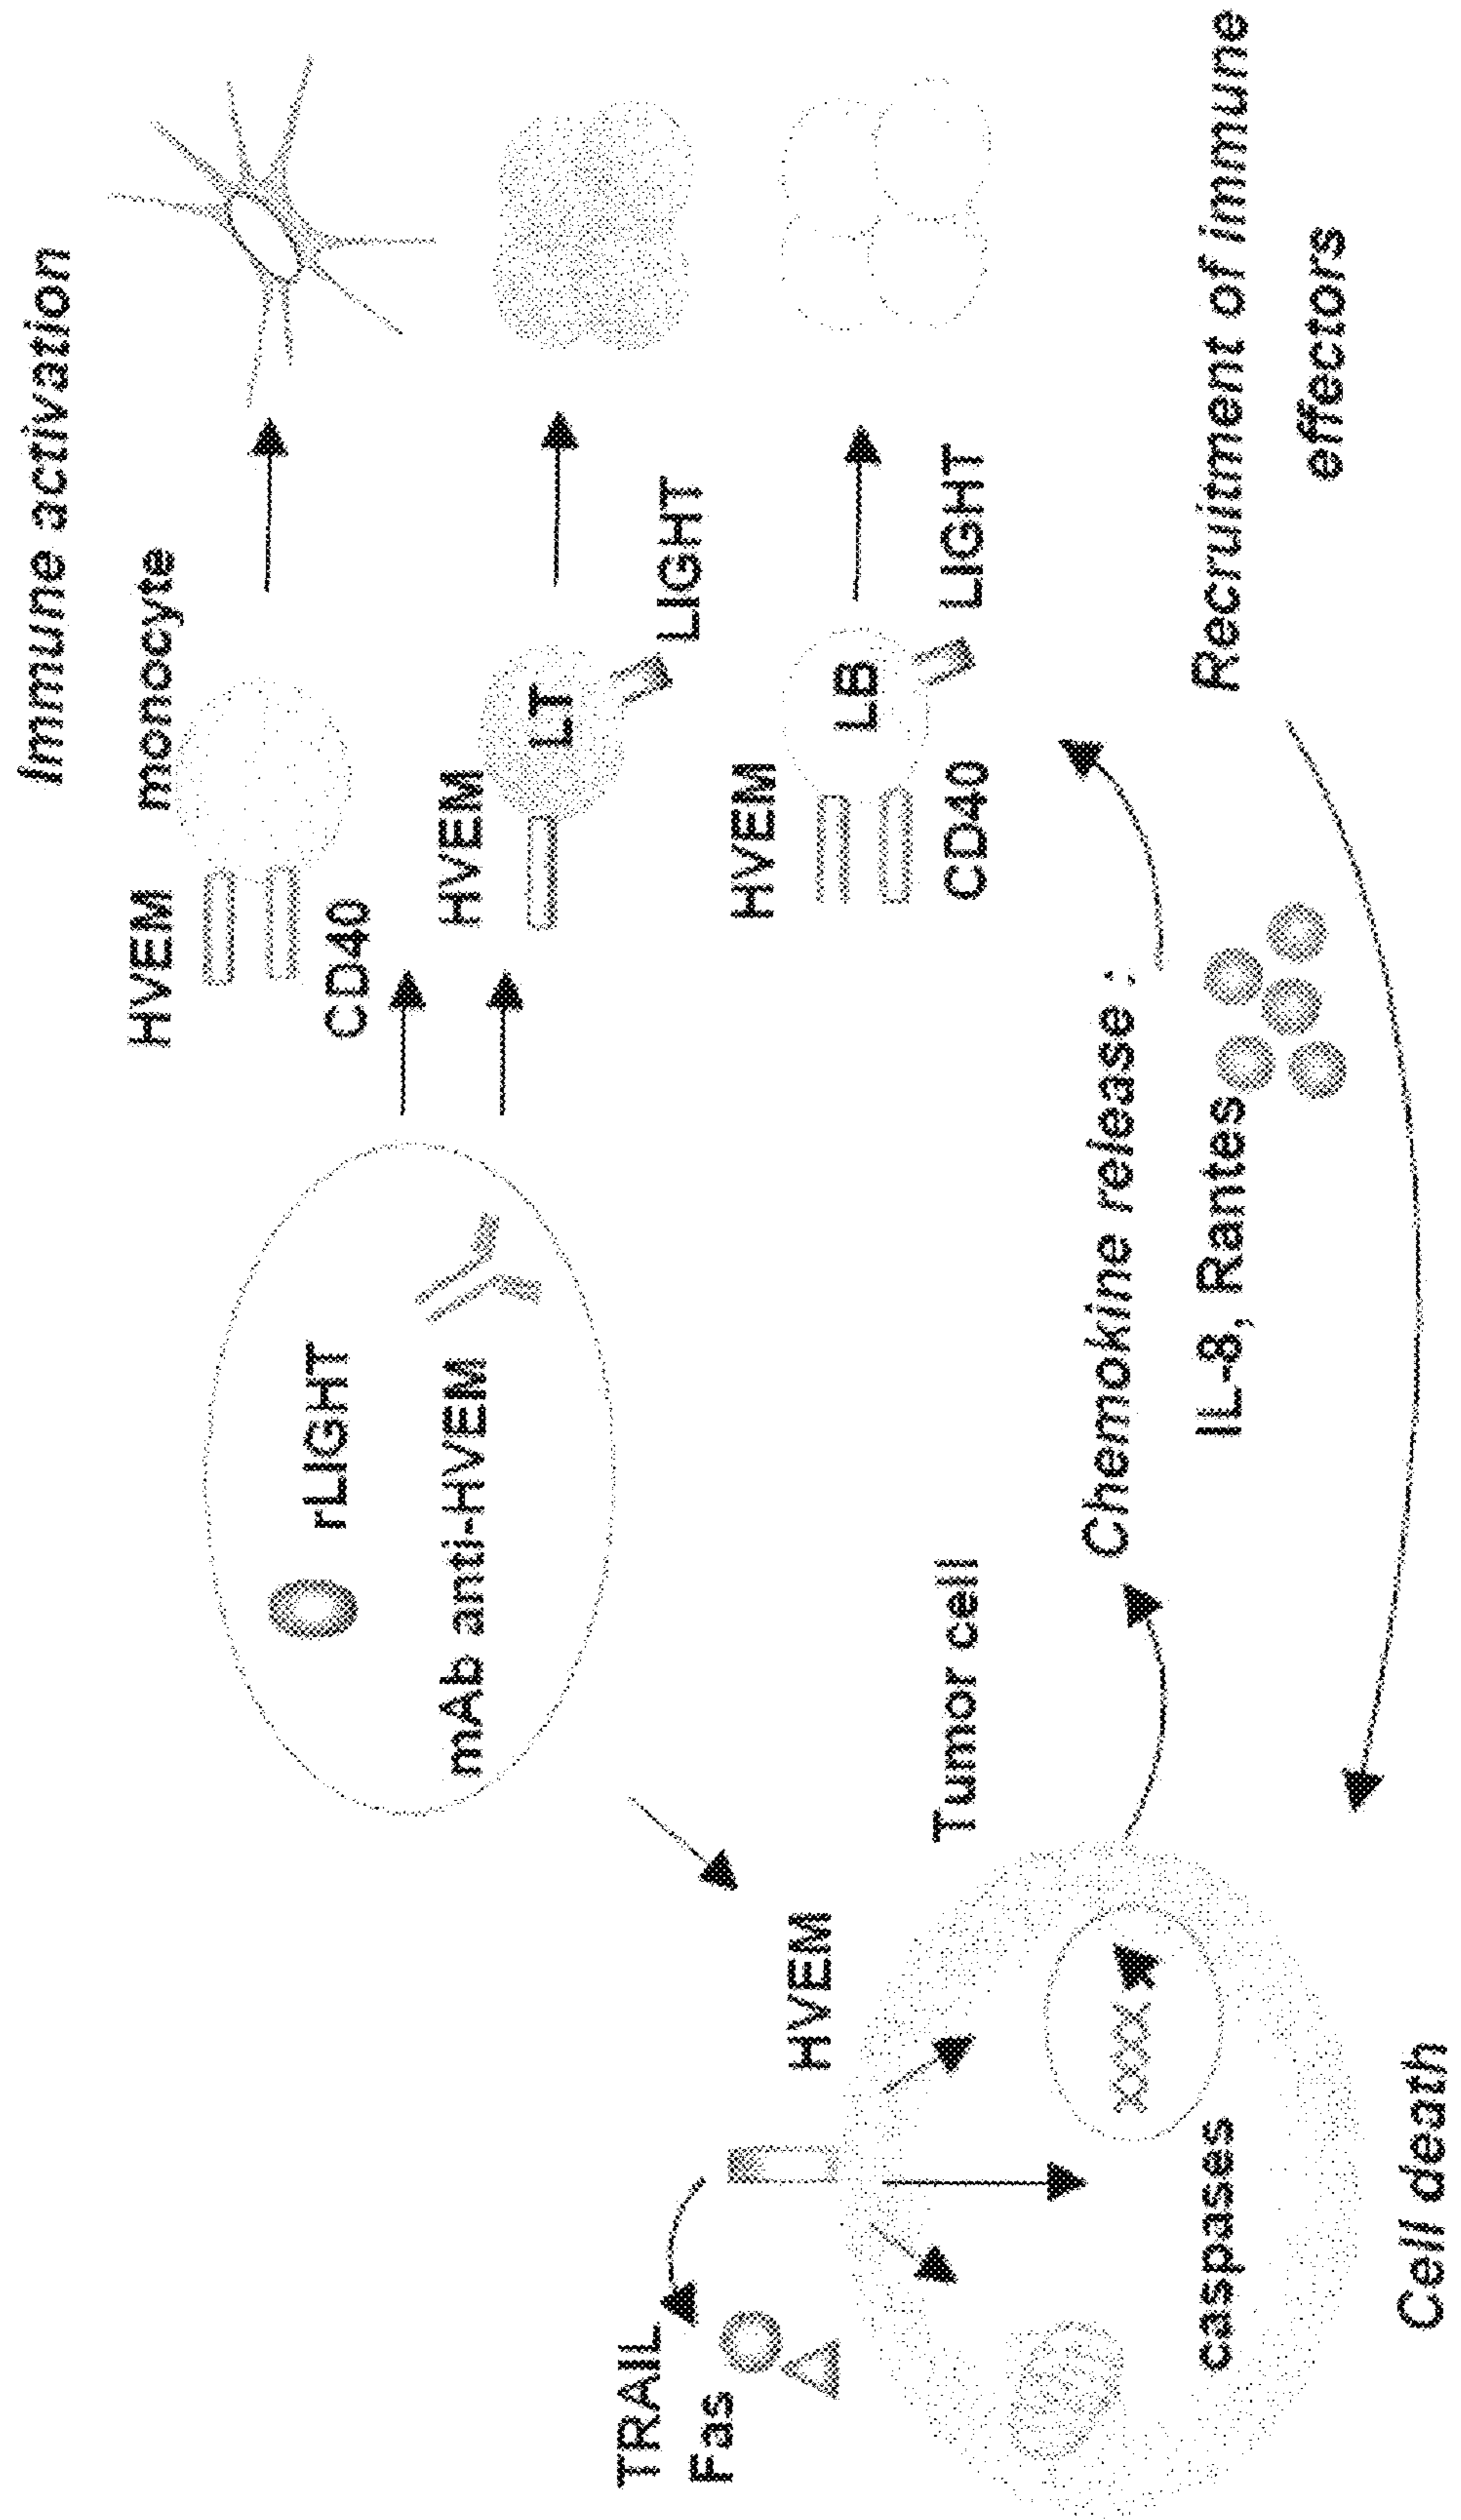 Immune activation
HVEM
monocyte
CD40
rLIGHT
mAb anti-HVEM
HVEM
LT
LIGHT
HVEM
LB
CD40
LIGHT
TRAIL
Fas
HVEM
Tumor cell
caspases
Cell death
Chemokine release :
IL-8, Rantes
Recruitment of immune
effectors